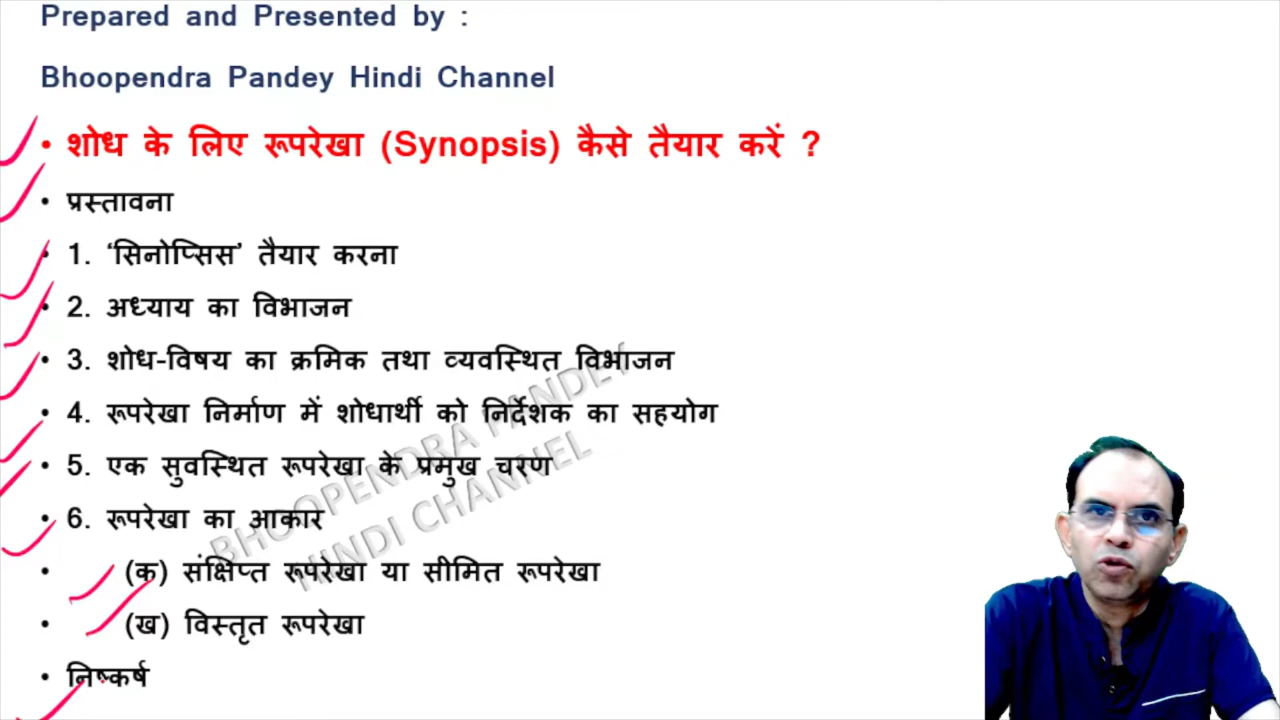 Prepared and Presented by :
Bhoopendra Pandey Hindi Channel
• शोध के लिए रूपरेखा (Synopsis) कैसे तैयार करें ?
• प्रस्तावना
• 1. ‘सिनोप्सिस’ तैयार करना
• 2. अध्याय का विभाजन
• 3. शोध-विषय का क्रमिक तथा व्यवस्थित विभाजन
• 4. रूपरेखा निर्माण में शोधार्थी को निर्देशक का सहयोग
• 5. एक सुवस्थित रूपरेखा के प्रमुख चरण
• 6. रूपरेखा का आकार
• (क) संक्षिप्त रूपरेखा या सीमित रूपरेखा
• (ख) विस्तृत रूपरेखा
• निष्कर्ष
BHOOPENDRA PANDEY
HINDI CHANNEL